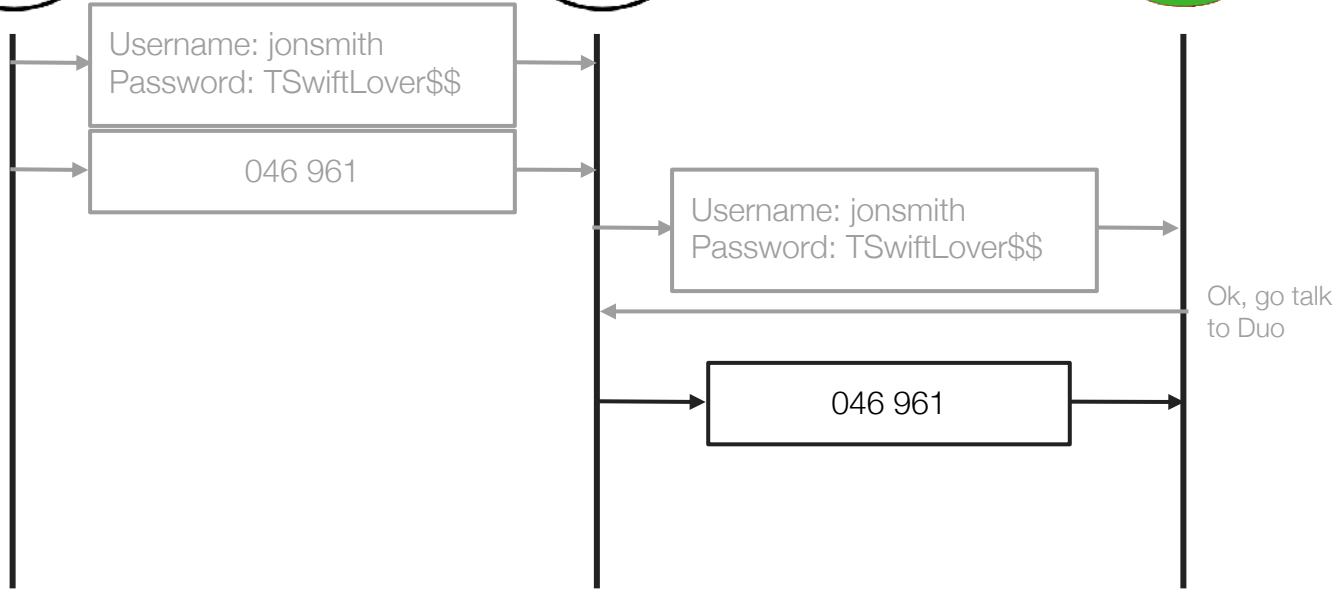 Username: jonsmith
Password: TSwiftLover$$
046 961
Username: jonsmith
Password: TSwiftLover$$
Ok, go talk
to Duo
046 961